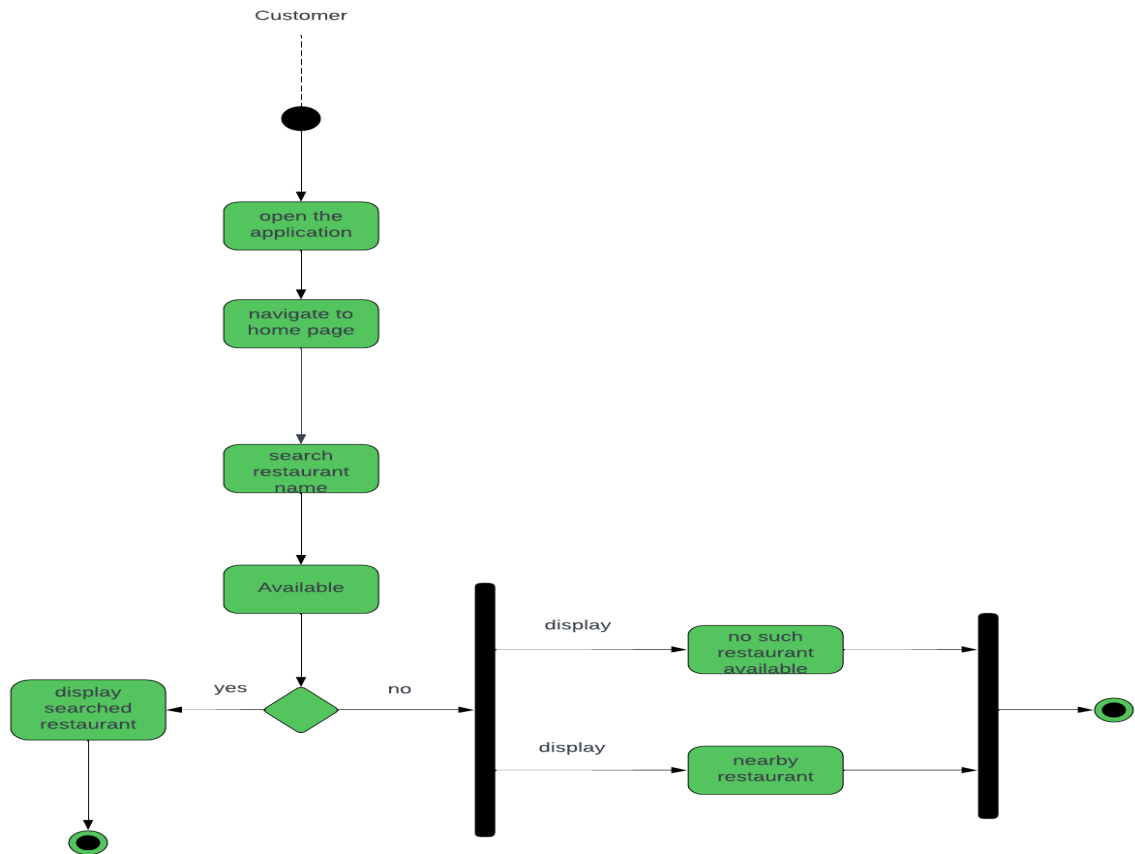 Customer
open the
application
navigate to
home page
search
restaurant
name
Available
display
no such
restaurant
available
yes
no
display
searched
restaurant
display
nearby
restaurant